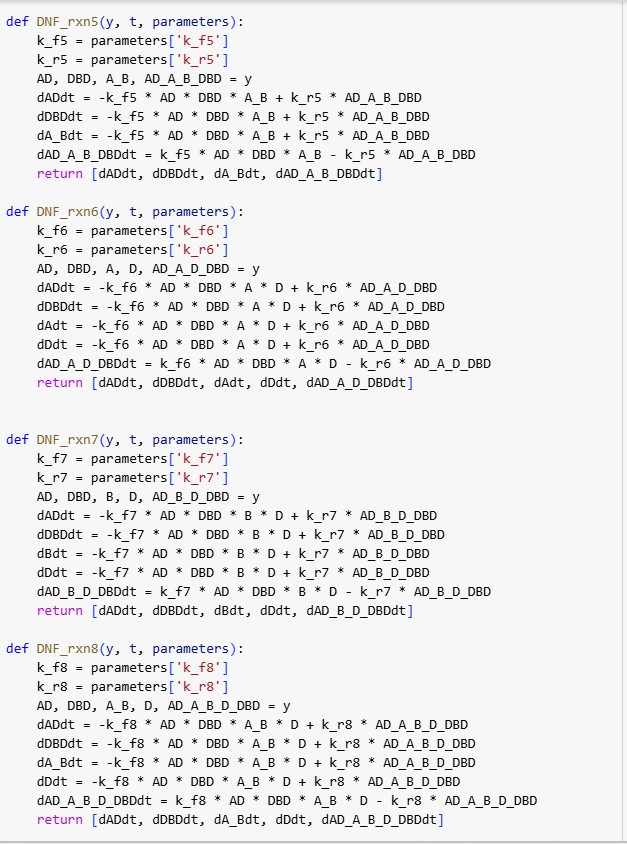 def DNF_rxn5(y, t, parameters):
    k_f5 = parameters['k_f5']
    k_r5 = parameters['k_r5']
    AD, DBD, A_B, AD_A_B_DBD = y
    dADdt = -k_f5 * AD * DBD * A_B + k_r5 * AD_A_B_DBD
    dDBDdt = -k_f5 * AD * DBD * A_B + k_r5 * AD_A_B_DBD
    dA_Bdt = -k_f5 * AD * DBD * A_B + k_r5 * AD_A_B_DBD
    dAD_A_B_DBDdt = k_f5 * AD * DBD * A_B - k_r5 * AD_A_B_DBD
    return [dADdt, dDBDdt, dA_Bdt, dAD_A_B_DBDdt]

def DNF_rxn6(y, t, parameters):
    k_f6 = parameters['k_f6']
    k_r6 = parameters['k_r6']
    AD, DBD, A, D, AD_A_D_DBD = y
    dADdt = -k_f6 * AD * DBD * A * D + k_r6 * AD_A_D_DBD
    dDBDdt = -k_f6 * AD * DBD * A * D + k_r6 * AD_A_D_DBD
    dAdt = -k_f6 * AD * DBD * A * D + k_r6 * AD_A_D_DBD
    dDdt = -k_f6 * AD * DBD * A * D + k_r6 * AD_A_D_DBD
    dAD_A_D_DBDdt = k_f6 * AD * DBD * A * D - k_r6 * AD_A_D_DBD
    return [dADdt, dDBDdt, dAdt, dDdt, dAD_A_D_DBDdt]

def DNF_rxn7(y, t, parameters):
    k_f7 = parameters['k_f7']
    k_r7 = parameters['k_r7']
    AD, DBD, B, D, AD_B_D_DBD = y
    dADdt = -k_f7 * AD * DBD * B * D + k_r7 * AD_B_D_DBD
    dDBDdt = -k_f7 * AD * DBD * B * D + k_r7 * AD_B_D_DBD
    dBdt = -k_f7 * AD * DBD * B * D + k_r7 * AD_B_D_DBD
    dDdt = -k_f7 * AD * DBD * B * D + k_r7 * AD_B_D_DBD
    dAD_B_D_DBDdt = k_f7 * AD * DBD * B * D - k_r7 * AD_B_D_DBD
    return [dADdt, dDBDdt, dBdt, dDdt, dAD_B_D_DBDdt]

def DNF_rxn8(y, t, parameters):
    k_f8 = parameters['k_f8']
    k_r8 = parameters['k_r8']
    AD, DBD, A_B, D, AD_A_B_D_DBD = y
    dADdt = -k_f8 * AD * DBD * A_B * D + k_r8 * AD_A_B_D_DBD
    dDBDdt = -k_f8 * AD * DBD * A_B * D + k_r8 * AD_A_B_D_DBD
    dA_Bdt = -k_f8 * AD * DBD * A_B * D + k_r8 * AD_A_B_D_DBD
    dDdt = -k_f8 * AD * DBD * A_B * D + k_r8 * AD_A_B_D_DBD
    dAD_A_B_D_DBDdt = k_f8 * AD * DBD * A_B * D - k_r8 * AD_A_B_D_DBD
    return [dADdt, dDBDdt, dA_Bdt, dDdt, dAD_A_B_D_DBDdt]